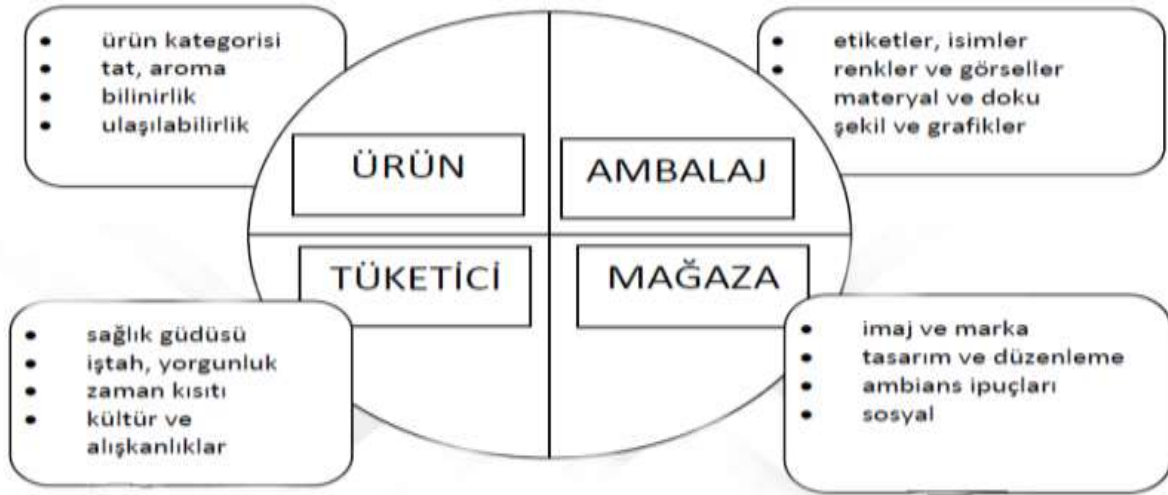 • ürün kategorisi
• tat, aroma
• bilinirlik
• ulaşılabilirlik
• etiketler, isimler
• renkler ve görseller
materyal ve doku
• şekil ve grafikler
ÜRÜN
AMBALAJ
TÜKETİCİ
MAĞAZA
• sağlık güdüsü
• iştah, yorgunluk
• zaman kısıtı
• kültür ve
alışkanlıklar
• imaj ve marka
• tasarım ve düzenleme
• ambians ipuçları
• sosyal